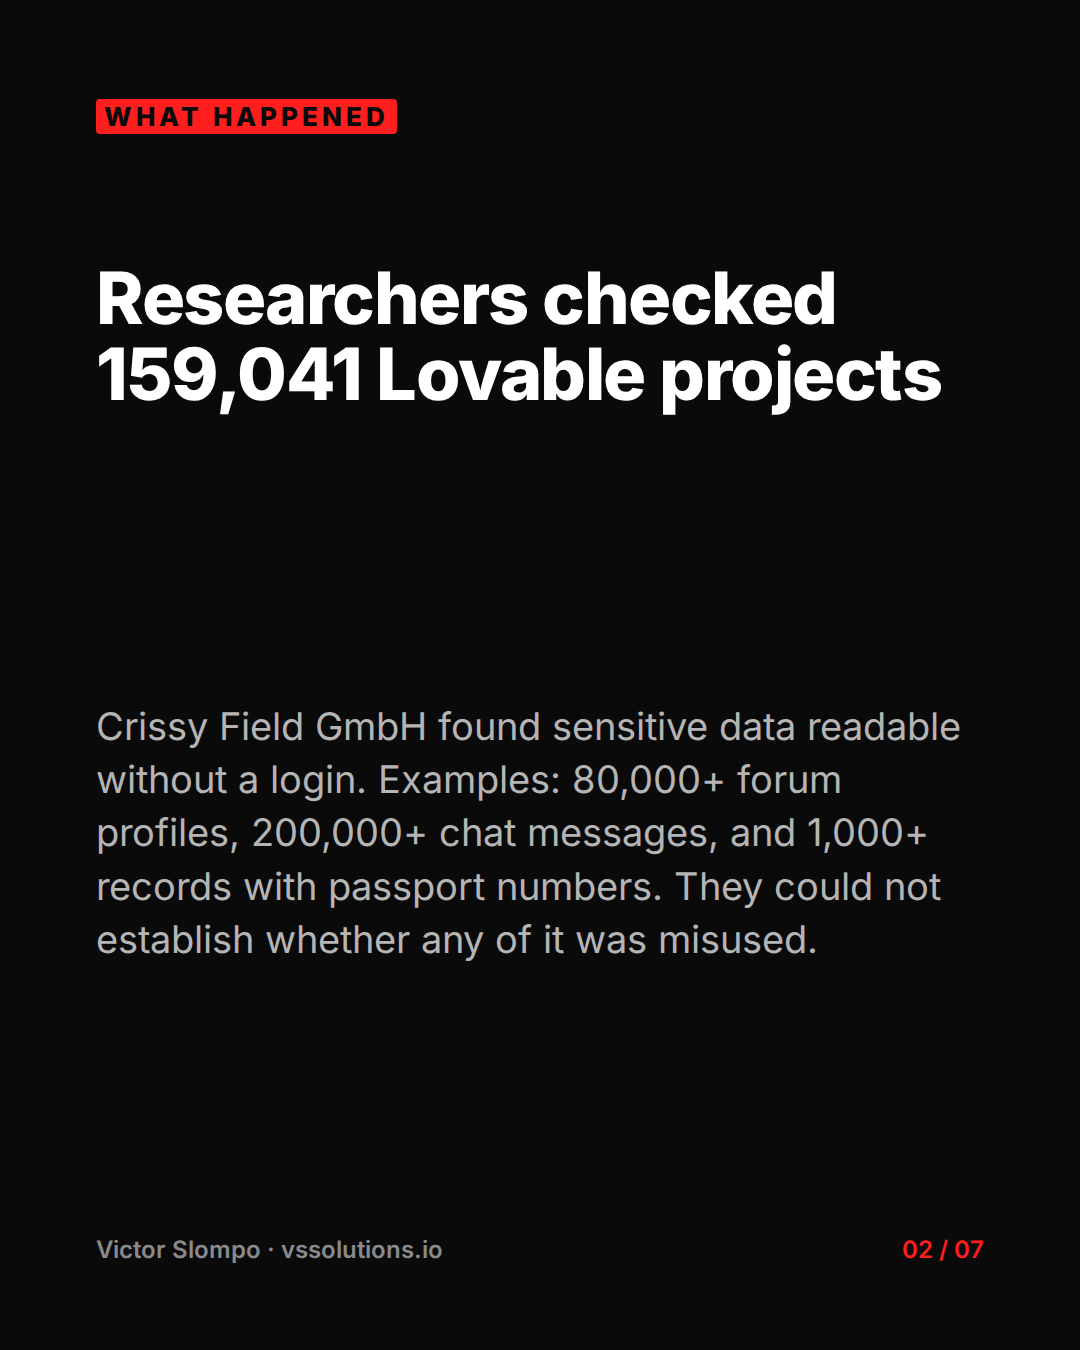 WHAT HAPPENED
Researchers checked
159,041 Lovable projects
Crissy Field GmbH found sensitive data readable
without a login. Examples: 80,000+ forum
profiles, 200,000+ chat messages, and 1,000+
records with passport numbers. They could not
establish whether any of it was misused.
Victor Slompo · vssolutions.io
02 / 07